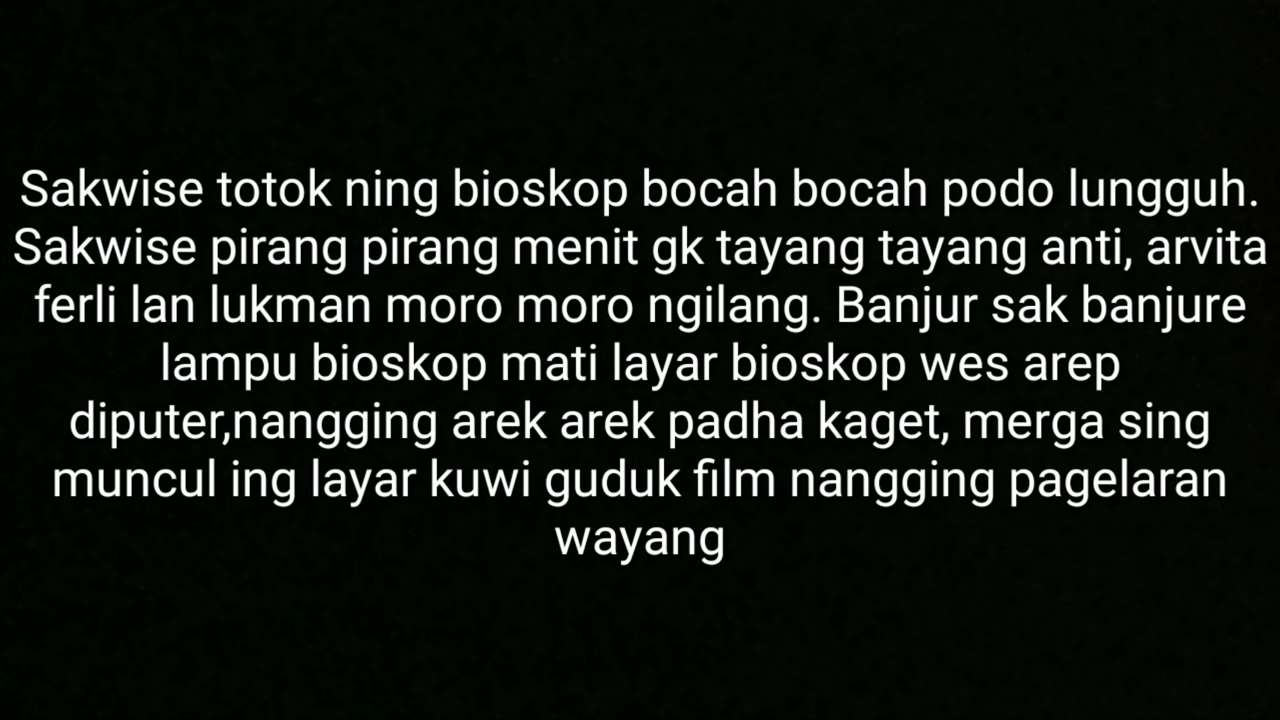 Sakwise totok ning bioskop bocah bocah podo lungguh.
Sakwise pirang pirang menit gk tayang tayang anti, arvita
ferli lan lukman moro moro ngilang. Banjur sak banjure
lampu bioskop mati layar bioskop wes arep
diputer,nangging arek arek padha kaget, merga sing
muncul ing layar kuwi guduk film nangging pagelaran
wayang